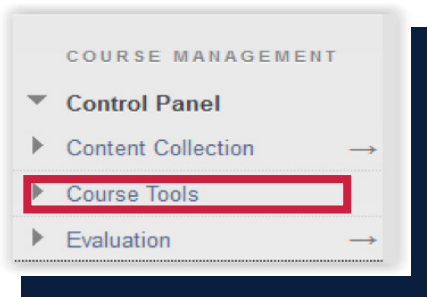 COURSE MANAGEMENT
Control Panel
Content Collection
Course Tools
Evaluation